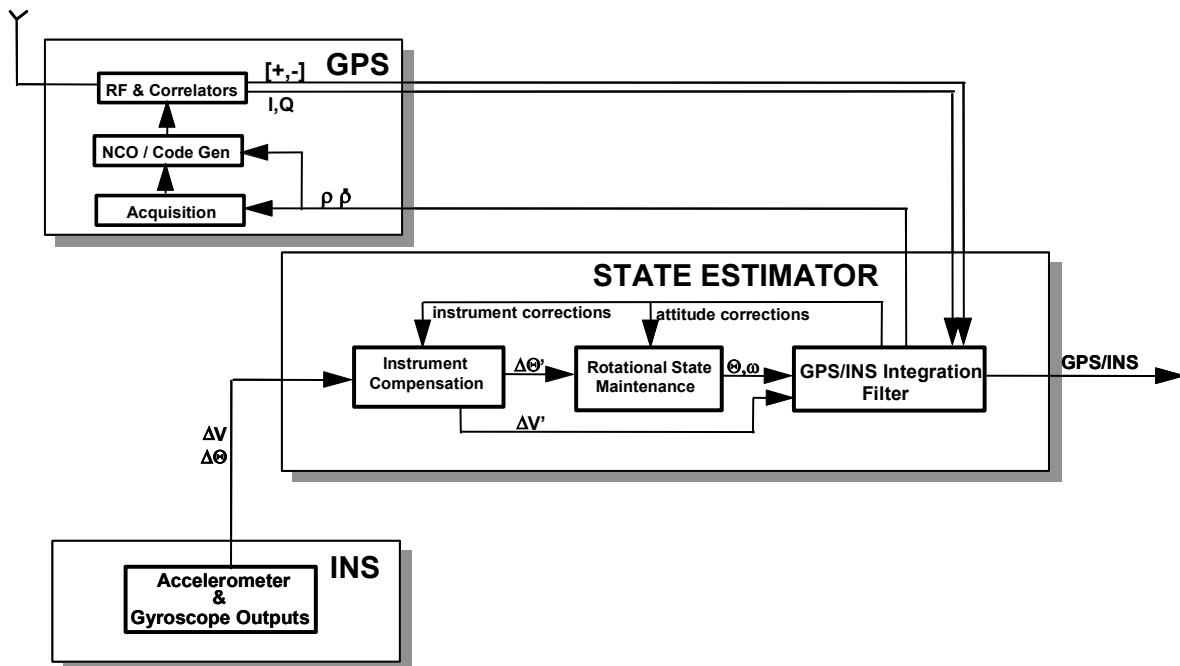 GPS
[+,-]
RF & Correlators
I,Q
NCO / Code Gen
ρ ρ̇
Acquisition
STATE ESTIMATOR
instrument corrections
attitude corrections
Instrument
Compensation
ΔΘ'
Rotational State
Maintenance
Θ,ω
GPS/INS Integration
Filter
GPS/INS
ΔV'
ΔV
ΔΘ
INS
Accelerometer
&
Gyroscope Outputs